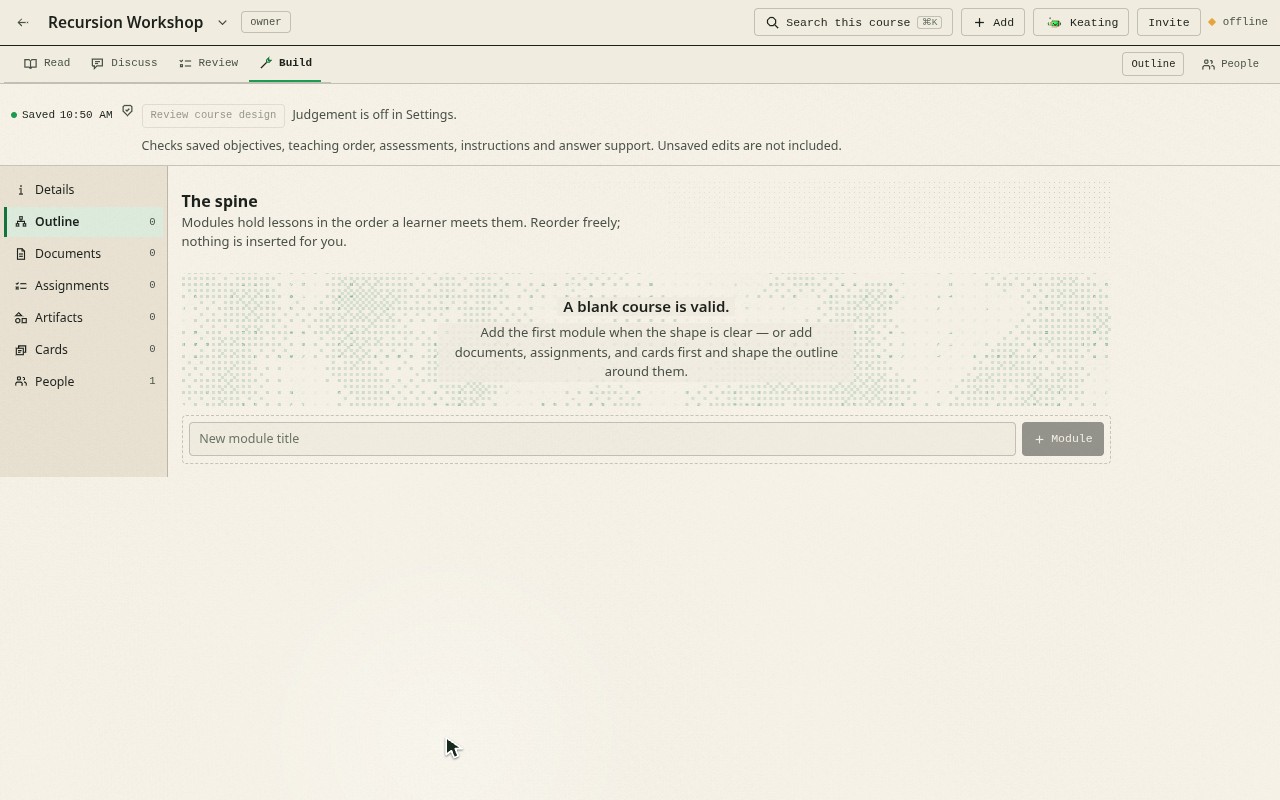 Recursion Workshop
owner
Search this course ⌘K
Add
Keating
Invite
offline
Read
Discuss
Review
Build
Outline
People
Saved 10:50 AM
Review course design
Judgement is off in Settings.
Checks saved objectives, teaching order, assessments, instructions and answer support. Unsaved edits are not included.
Details
Outline 0
Documents 0
Assignments 0
Artifacts 0
Cards 0
People 1
The spine
Modules hold lessons in the order a learner meets them. Reorder freely;
nothing is inserted for you.
A blank course is valid.
Add the first module when the shape is clear — or add
documents, assignments, and cards first and shape the outline
around them.
New module title
+ Module